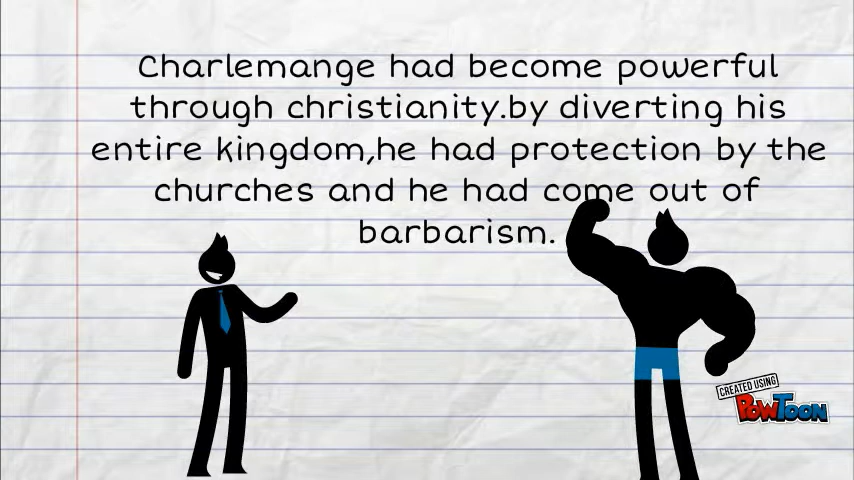 Charlemange had become powerful
through christianity.by diverting his
entire kingdom,he had protection by the
churches and he had come out of
barbarism.
CREATED USING
POWTOON